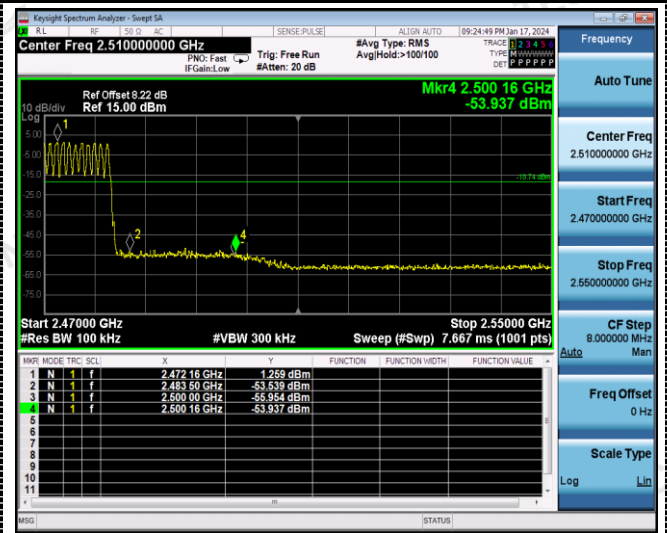 Keysight Spectrum Analyzer - Swept SA
RL RF 50 Ω AC SENSE:PULSE ALIGN AUTO 09:24:49 PM Jan 17, 2024
Center Freq 2.510000000 GHz
PNO: Fast
IFGain:Low
Trig: Free Run
#Atten: 20 dB
#Avg Type: RMS
Avg|Hold:>100/100
TRACE 1 2 3 4 5 6
TYPE M
DET P P P P P P
Mkr4 2.500 16 GHz
-53.937 dBm
Ref Offset 8.22 dB
10 dB/div Ref 15.00 dBm
Log
5.00
-5.00
-15.0
-25.0
-35.0
-45.0
-55.0
-65.0
-75.0
1
2
4
-18.74 dBm
Start 2.47000 GHz Stop 2.55000 GHz
#Res BW 100 kHz #VBW 300 kHz Sweep (#Swp) 7.667 ms (1001 pts)
MKR MODE TRC SCL X Y FUNCTION FUNCTION WIDTH FUNCTION VALUE
1 N 1 f 2.472 16 GHz 1.259 dBm
2 N 1 f 2.483 50 GHz -53.539 dBm
3 N 1 f 2.500 00 GHz -55.954 dBm
4 N 1 f 2.500 16 GHz -53.937 dBm
5
6
7
8
9
10
11
MSG STATUS
Frequency
Auto Tune
Center Freq
2.510000000 GHz
Start Freq
2.470000000 GHz
Stop Freq
2.550000000 GHz
CF Step
8.000000 MHz
Auto Man
Freq Offset
0 Hz
Scale Type
Log Lin